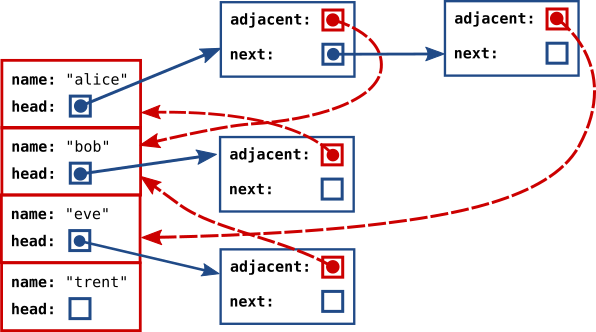 name: "alice"
head:
name: "bob"
head:
name: "eve"
head:
name: "trent"
head:
adjacent:
next:
adjacent:
next:
adjacent:
next:
adjacent:
next: